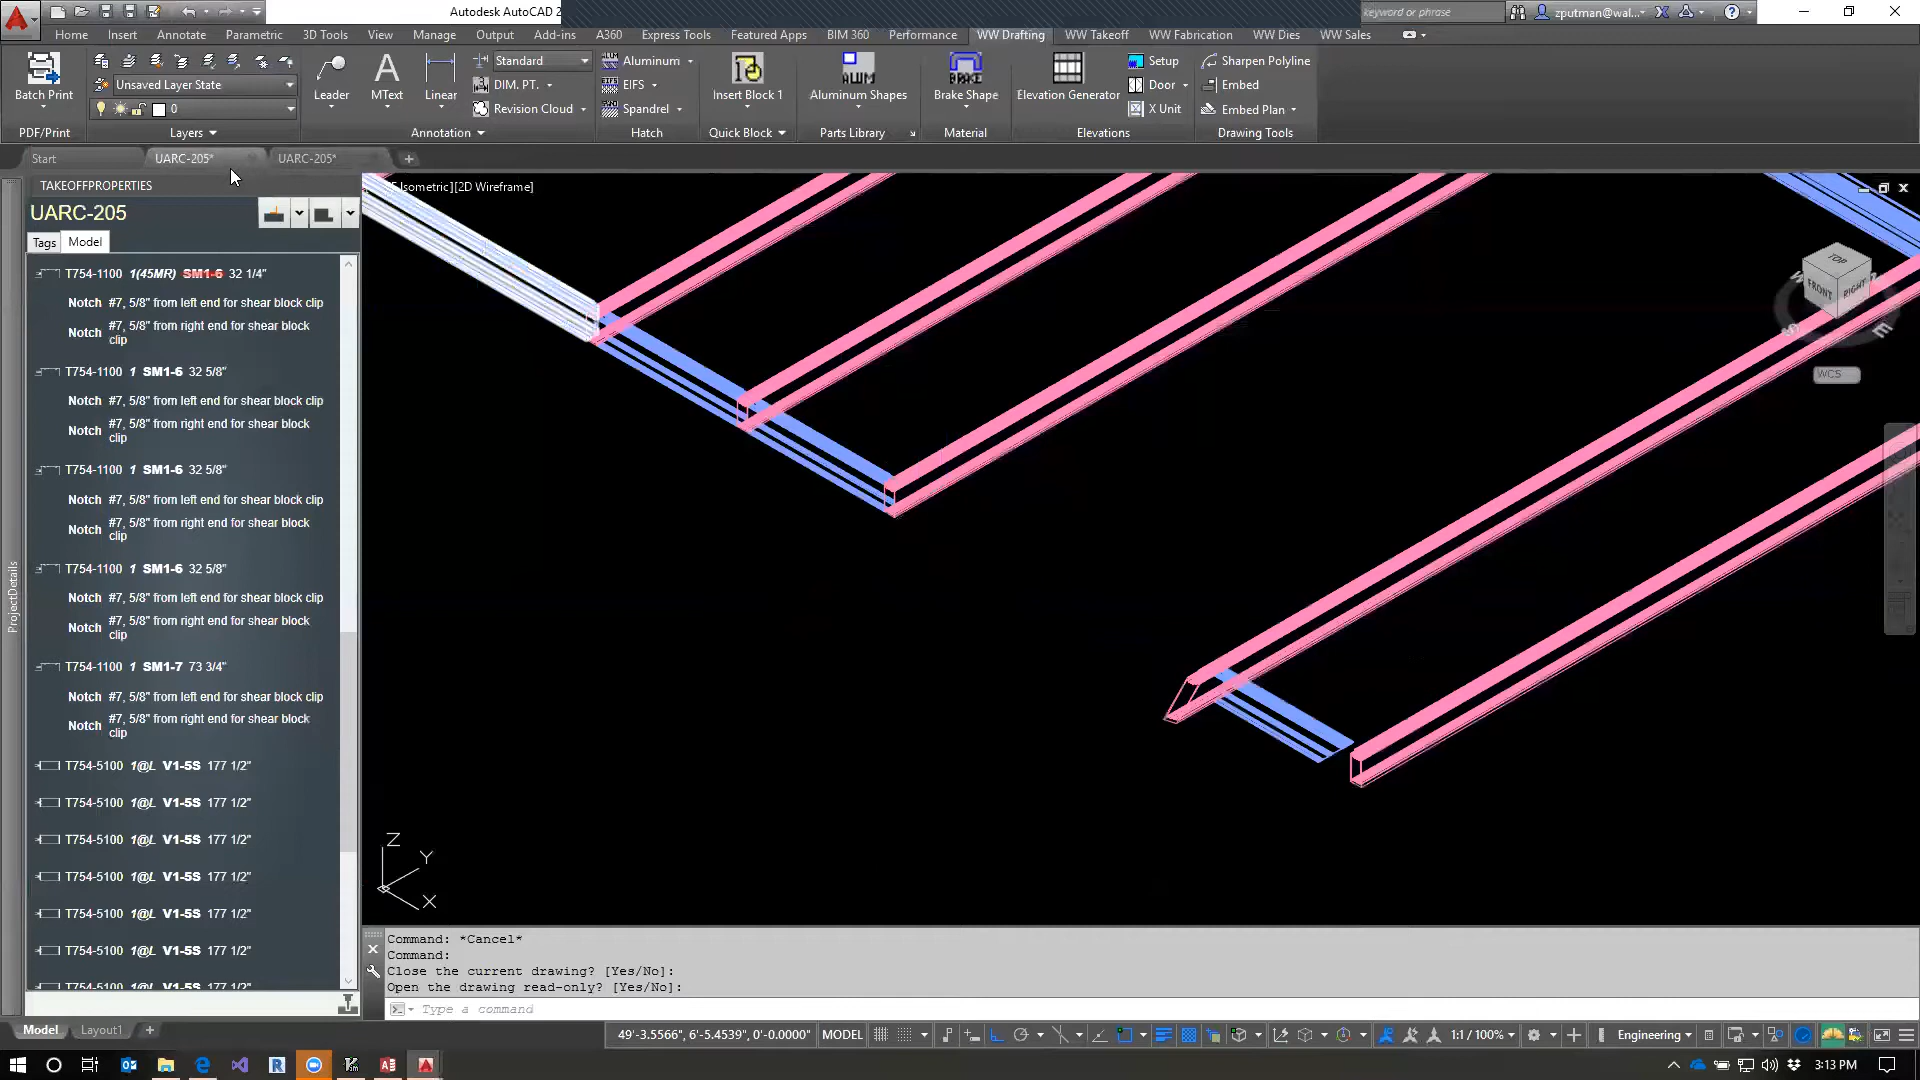 Autodesk AutoCAD 2
keyword or phrase
zputman@wal...
Home Insert Annotate Parametric 3D Tools View Manage Output Add-ins A360 Express Tools Featured Apps BIM 360 Performance WW Drafting WW Takeoff WW Fabrication WW Dies WW Sales
Batch Print
PDF/Print
Unsaved Layer State
0
Layers
Leader
MText
Linear
Standard
DIM. PT.
Revision Cloud
Annotation
Aluminum
EIFS
Spandrel
Hatch
Insert Block 1
Quick Block
ALUM
Aluminum Shapes
Parts Library
BRAKE
Brake Shape
Material
Elevation Generator
Setup
Door
X Unit
Elevations
Sharpen Polyline
Embed
Embed Plan
Drawing Tools
Start UARC-205* UARC-205*
TAKEOFFPROPERTIES
UARC-205
Tags Model
T754-1100 1(45MR) SM1-6 32 1/4"
Notch #7, 5/8" from left end for shear block clip
Notch #7, 5/8" from right end for shear block
clip
T754-1100 1 SM1-6 32 5/8"
Notch #7, 5/8" from left end for shear block clip
Notch #7, 5/8" from right end for shear block
clip
T754-1100 1 SM1-6 32 5/8"
Notch #7, 5/8" from left end for shear block clip
Notch #7, 5/8" from right end for shear block
clip
T754-1100 1 SM1-6 32 5/8"
Notch #7, 5/8" from left end for shear block clip
Notch #7, 5/8" from right end for shear block
clip
T754-1100 1 SM1-7 73 3/4"
Notch #7, 5/8" from left end for shear block clip
Notch #7, 5/8" from right end for shear block
clip
T754-5100 1@L V1-5S 177 1/2"
T754-5100 1@L V1-5S 177 1/2"
T754-5100 1@L V1-5S 177 1/2"
T754-5100 1@L V1-5S 177 1/2"
T754-5100 1@L V1-5S 177 1/2"
T754-5100 1@L V1-5S 177 1/2"
T754-5100 1@L V1-5S 177 1/2"
ProjectDetails
Isometric][2D Wireframe]
TOP
FRONT RIGHT
W
S E
WCS
Z
Y
X
Command: *Cancel*
Command:
Close the current drawing? [Yes/No]:
Open the drawing read-only? [Yes/No]:
Type a command
Model Layout1
49'-3.5566", 6'-5.4539", 0'-0.0000" MODEL
1:1 / 100%
Engineering
3:13 PM